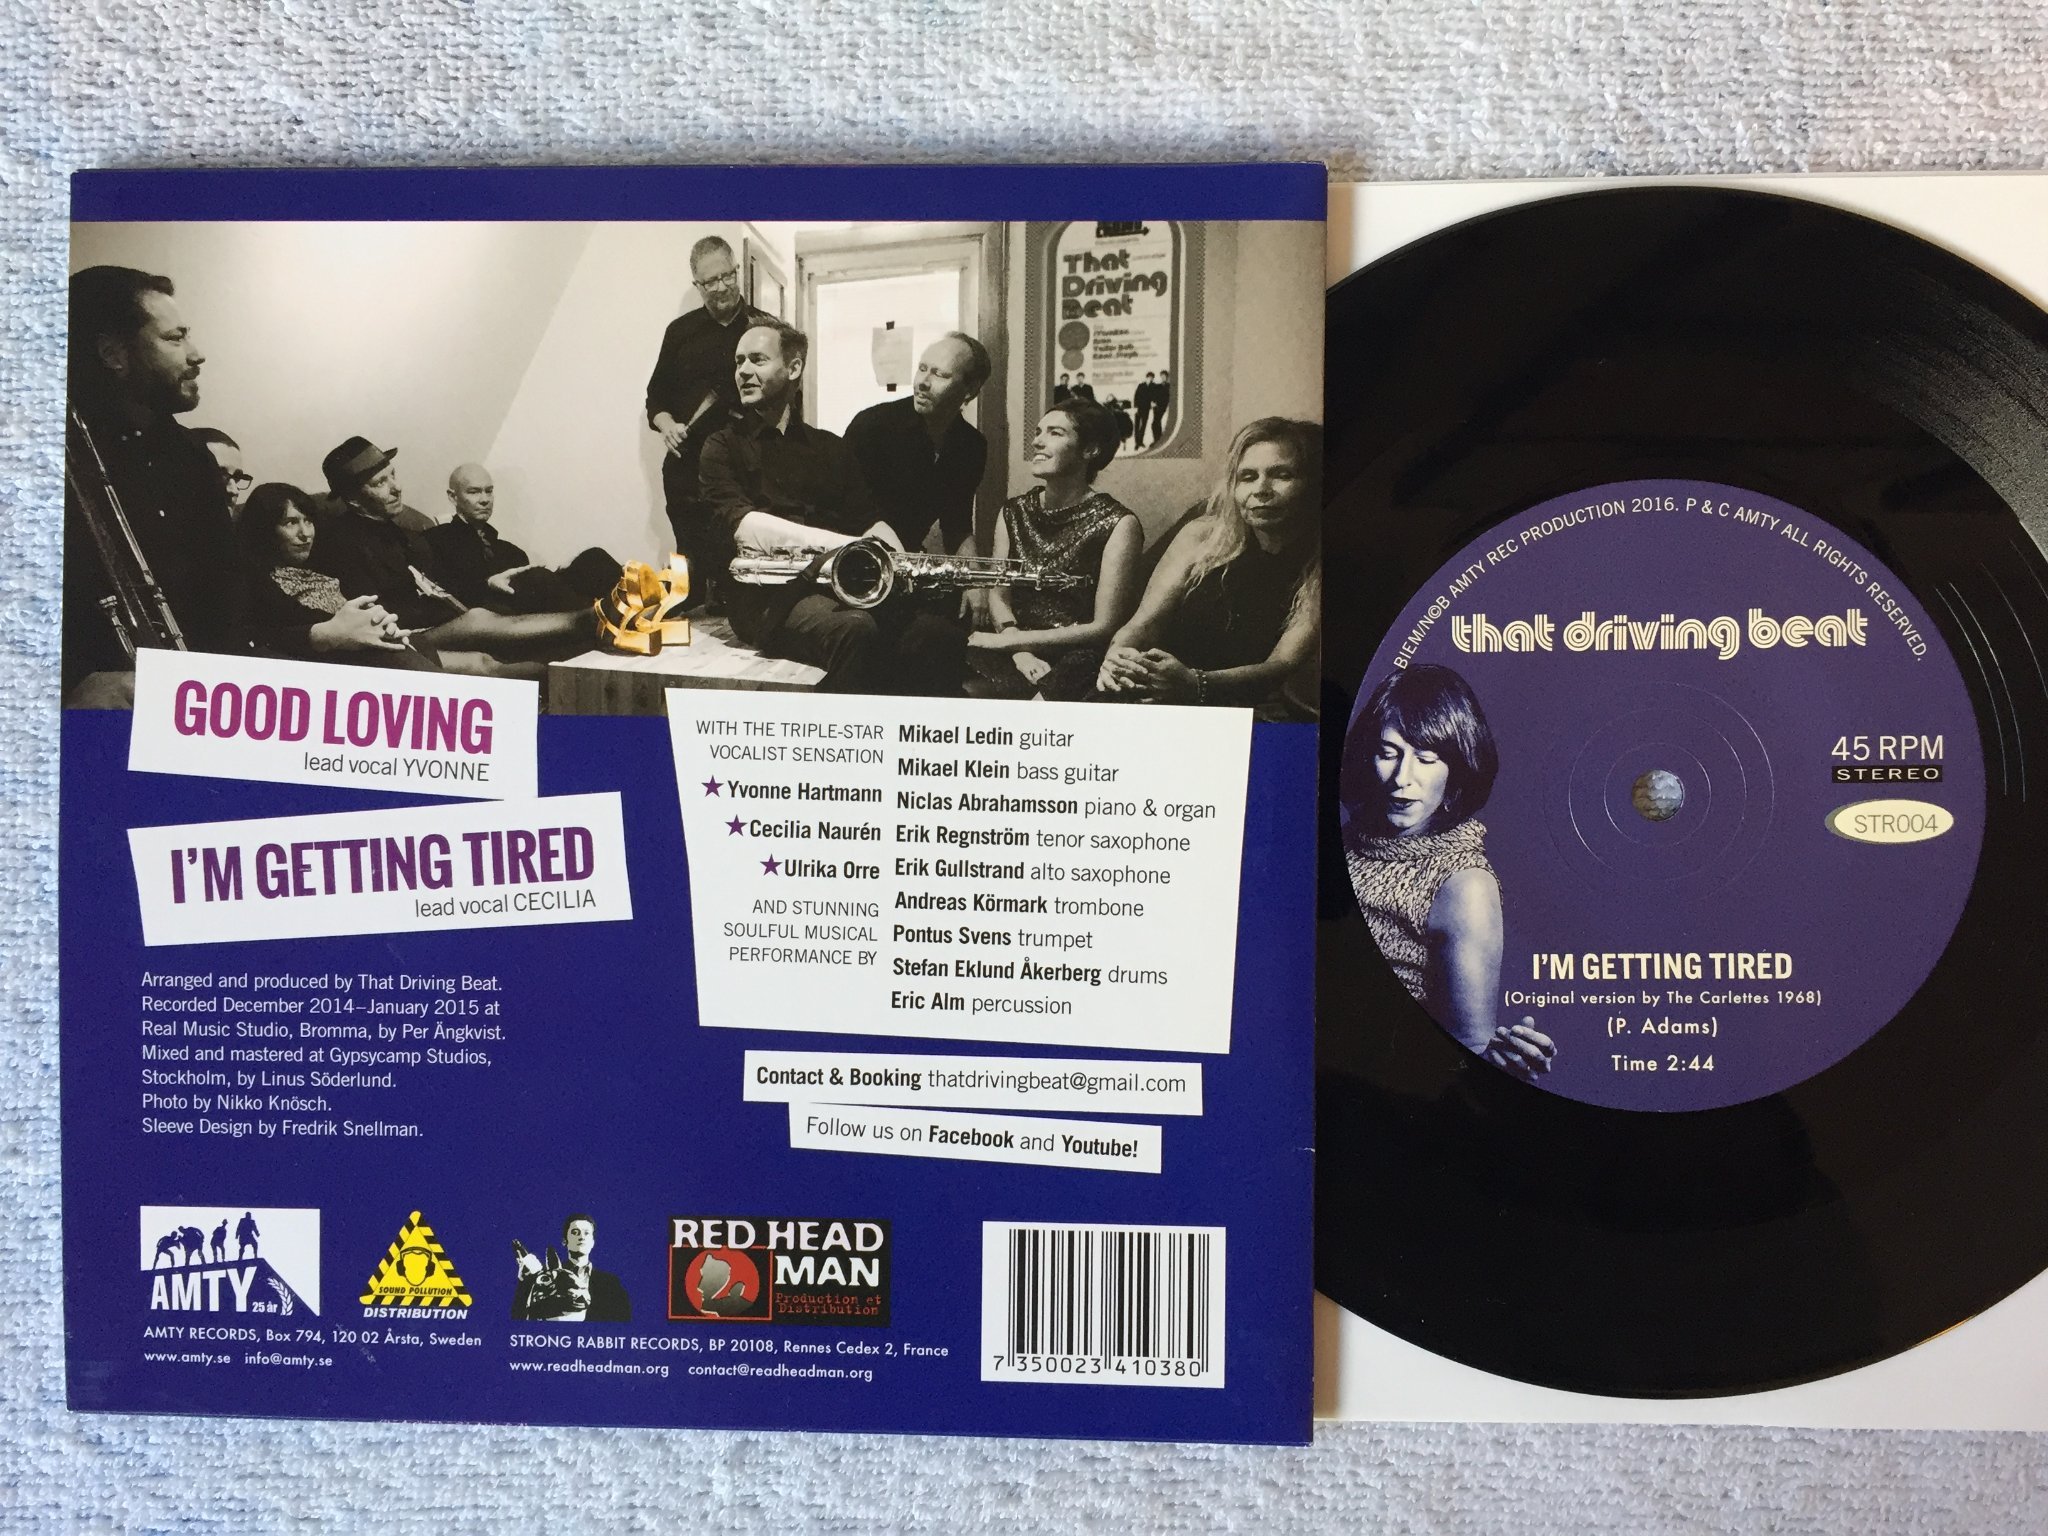 That
Driving
Beat
GOOD LOVING
lead vocal YVONNE
I'M GETTING TIRED
lead vocal CECILIA
Arranged and produced by That Driving Beat.
Recorded December 2014–January 2015 at
Real Music Studio, Bromma, by Per Ängkvist.
Mixed and mastered at Gypsycamp Studios,
Stockholm, by Linus Söderlund.
Photo by Nikko Knösch.
Sleeve Design by Fredrik Snellman.
WITH THE TRIPLE-STAR
VOCALIST SENSATION
★Yvonne Hartmann
★Cecilia Naurén
★Ulrika Orre
AND STUNNING
SOULFUL MUSICAL
PERFORMANCE BY
Mikael Ledin guitar
Mikael Klein bass guitar
Niclas Abrahamsson piano & organ
Erik Regnström tenor saxophone
Erik Gullstrand alto saxophone
Andreas Körmark trombone
Pontus Svens trumpet
Stefan Eklund Åkerberg drums
Eric Alm percussion
Contact & Booking thatdrivingbeat@gmail.com
Follow us on Facebook and Youtube!
AMTY
25 år
SOUND POLLUTION
DISTRIBUTION
RED HEAD
MAN
Production et
Distribution
AMTY RECORDS, Box 794, 120 02 Årsta, Sweden
www.amty.se info@amty.se
STRONG RABBIT RECORDS, BP 20108, Rennes Cedex 2, France
www.readheadman.org contact@readheadman.org
7 350023 410380
BIEM/N©B AMTY REC PRODUCTION 2016. P & C AMTY ALL RIGHTS RESERVED.
that driving beat
45 RPM
STEREO
STR004
I'M GETTING TIRED
(Original version by The Carlettes 1968)
(P. Adams)
Time 2:44